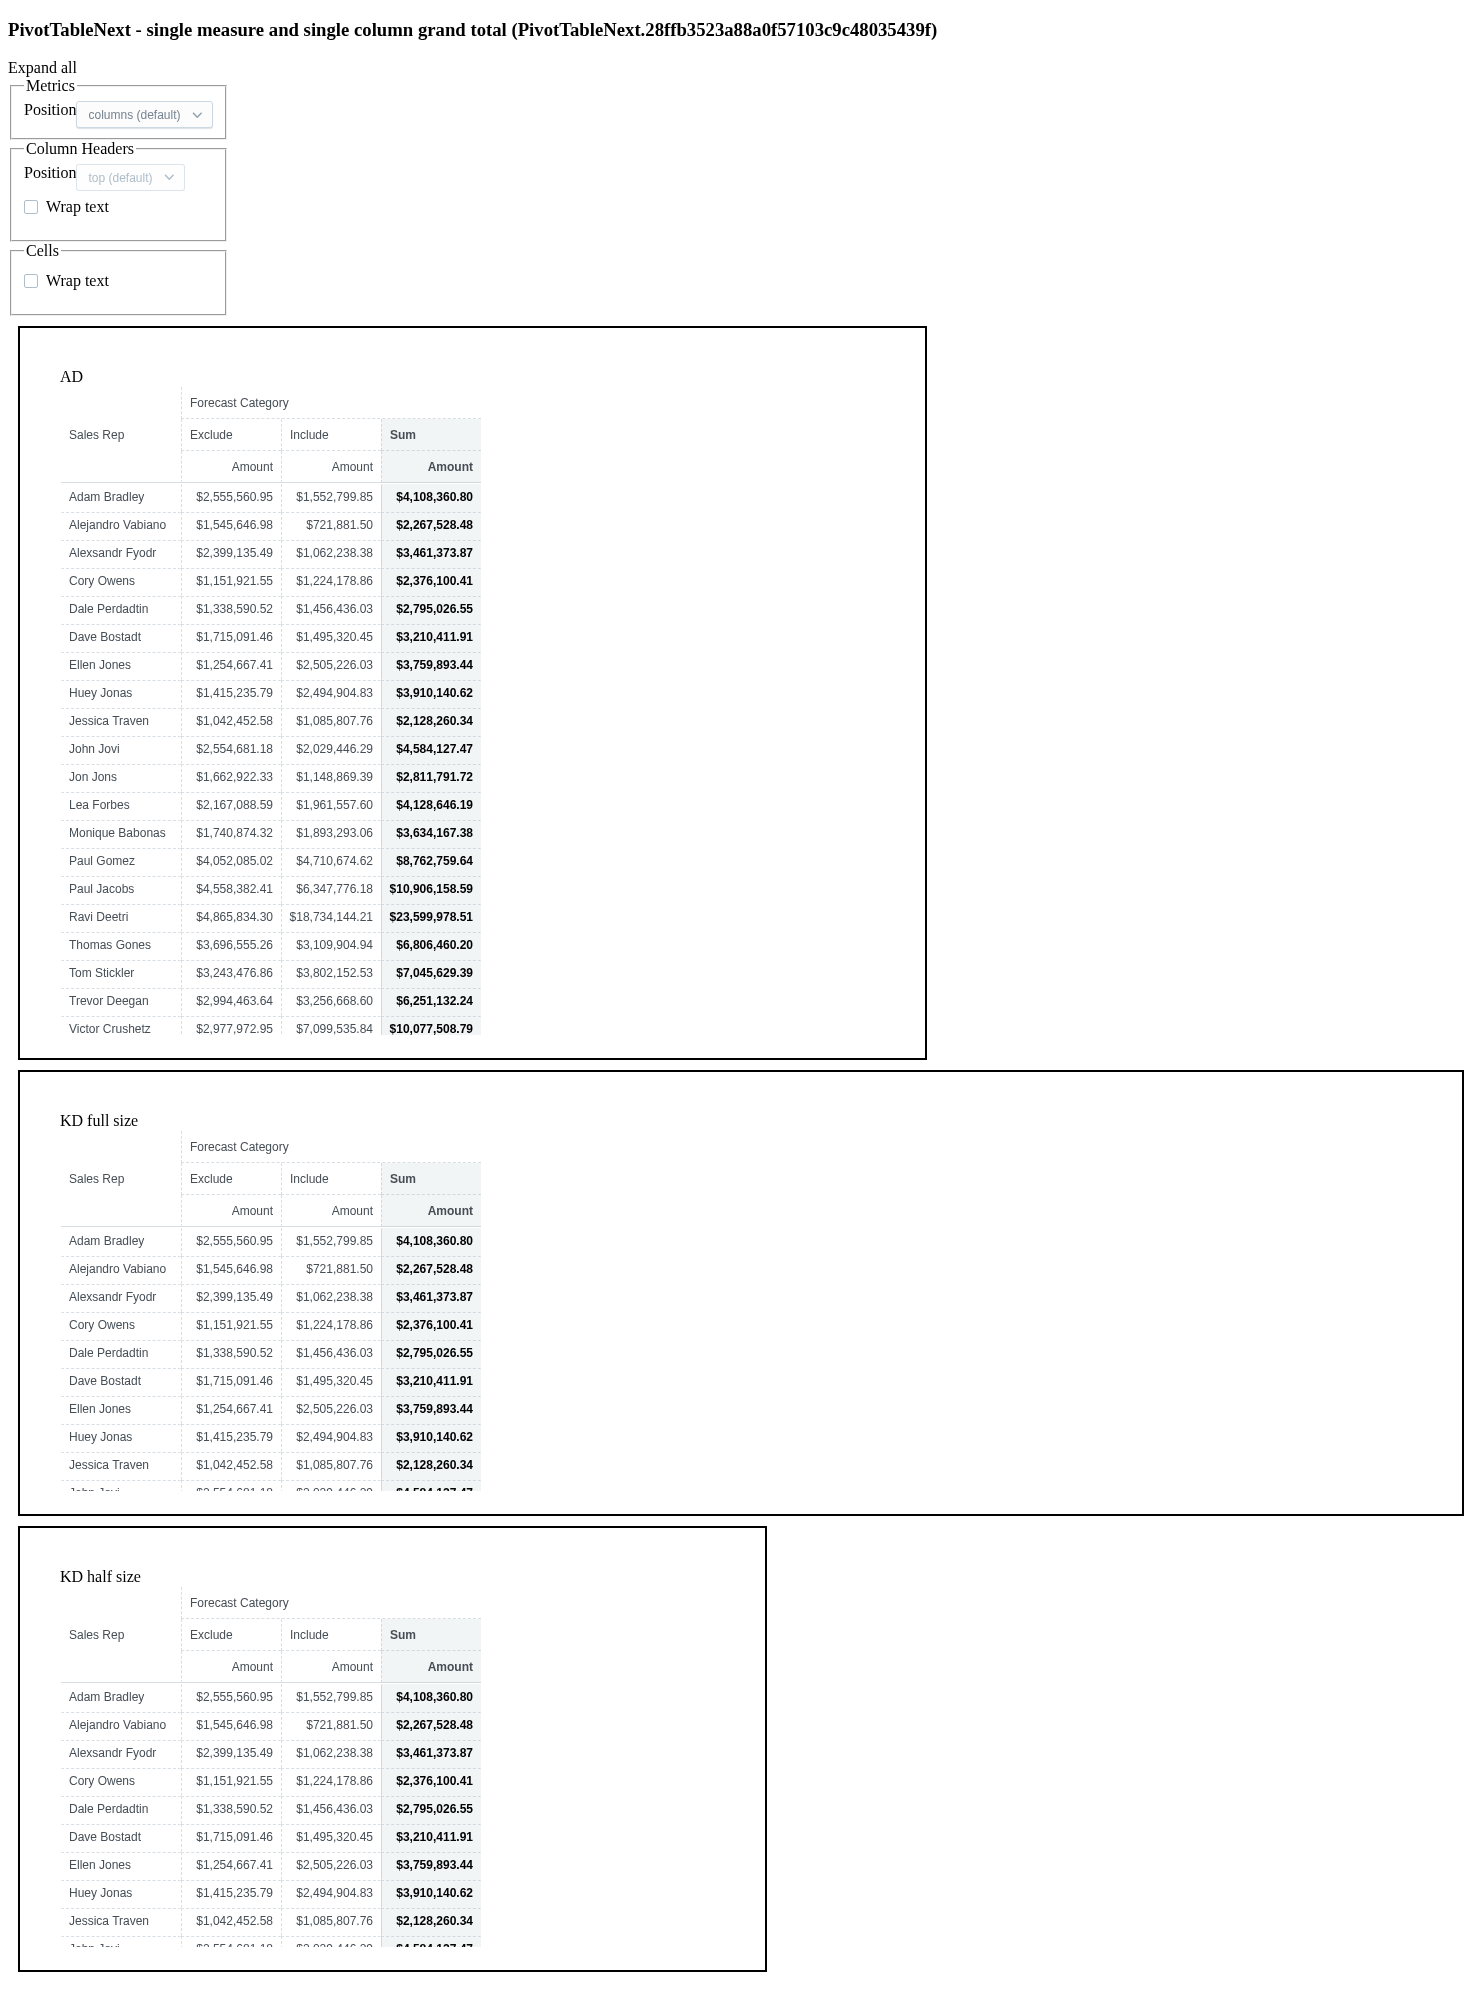 PivotTableNext - single measure and single column grand total (PivotTableNext.28ffb3523a88a0f57103c9c48035439f)
Expand all
Metrics
Position columns (default)
Column Headers
Position top (default)
Wrap text
Cells
Wrap text
AD
Forecast Category
Sales Rep Exclude Include Sum
Amount Amount Amount
Adam Bradley $2,555,560.95 $1,552,799.85 $4,108,360.80
Alejandro Vabiano $1,545,646.98 $721,881.50 $2,267,528.48
Alexsandr Fyodr $2,399,135.49 $1,062,238.38 $3,461,373.87
Cory Owens $1,151,921.55 $1,224,178.86 $2,376,100.41
Dale Perdadtin $1,338,590.52 $1,456,436.03 $2,795,026.55
Dave Bostadt $1,715,091.46 $1,495,320.45 $3,210,411.91
Ellen Jones $1,254,667.41 $2,505,226.03 $3,759,893.44
Huey Jonas $1,415,235.79 $2,494,904.83 $3,910,140.62
Jessica Traven $1,042,452.58 $1,085,807.76 $2,128,260.34
John Jovi $2,554,681.18 $2,029,446.29 $4,584,127.47
Jon Jons $1,662,922.33 $1,148,869.39 $2,811,791.72
Lea Forbes $2,167,088.59 $1,961,557.60 $4,128,646.19
Monique Babonas $1,740,874.32 $1,893,293.06 $3,634,167.38
Paul Gomez $4,052,085.02 $4,710,674.62 $8,762,759.64
Paul Jacobs $4,558,382.41 $6,347,776.18 $10,906,158.59
Ravi Deetri $4,865,834.30 $18,734,144.21 $23,599,978.51
Thomas Gones $3,696,555.26 $3,109,904.94 $6,806,460.20
Tom Stickler $3,243,476.86 $3,802,152.53 $7,045,629.39
Trevor Deegan $2,994,463.64 $3,256,668.60 $6,251,132.24
Victor Crushetz $2,977,972.95 $7,099,535.84 $10,077,508.79
KD full size
Forecast Category
Sales Rep Exclude Include Sum
Amount Amount Amount
Adam Bradley $2,555,560.95 $1,552,799.85 $4,108,360.80
Alejandro Vabiano $1,545,646.98 $721,881.50 $2,267,528.48
Alexsandr Fyodr $2,399,135.49 $1,062,238.38 $3,461,373.87
Cory Owens $1,151,921.55 $1,224,178.86 $2,376,100.41
Dale Perdadtin $1,338,590.52 $1,456,436.03 $2,795,026.55
Dave Bostadt $1,715,091.46 $1,495,320.45 $3,210,411.91
Ellen Jones $1,254,667.41 $2,505,226.03 $3,759,893.44
Huey Jonas $1,415,235.79 $2,494,904.83 $3,910,140.62
Jessica Traven $1,042,452.58 $1,085,807.76 $2,128,260.34
KD half size
Forecast Category
Sales Rep Exclude Include Sum
Amount Amount Amount
Adam Bradley $2,555,560.95 $1,552,799.85 $4,108,360.80
Alejandro Vabiano $1,545,646.98 $721,881.50 $2,267,528.48
Alexsandr Fyodr $2,399,135.49 $1,062,238.38 $3,461,373.87
Cory Owens $1,151,921.55 $1,224,178.86 $2,376,100.41
Dale Perdadtin $1,338,590.52 $1,456,436.03 $2,795,026.55
Dave Bostadt $1,715,091.46 $1,495,320.45 $3,210,411.91
Ellen Jones $1,254,667.41 $2,505,226.03 $3,759,893.44
Huey Jonas $1,415,235.79 $2,494,904.83 $3,910,140.62
Jessica Traven $1,042,452.58 $1,085,807.76 $2,128,260.34